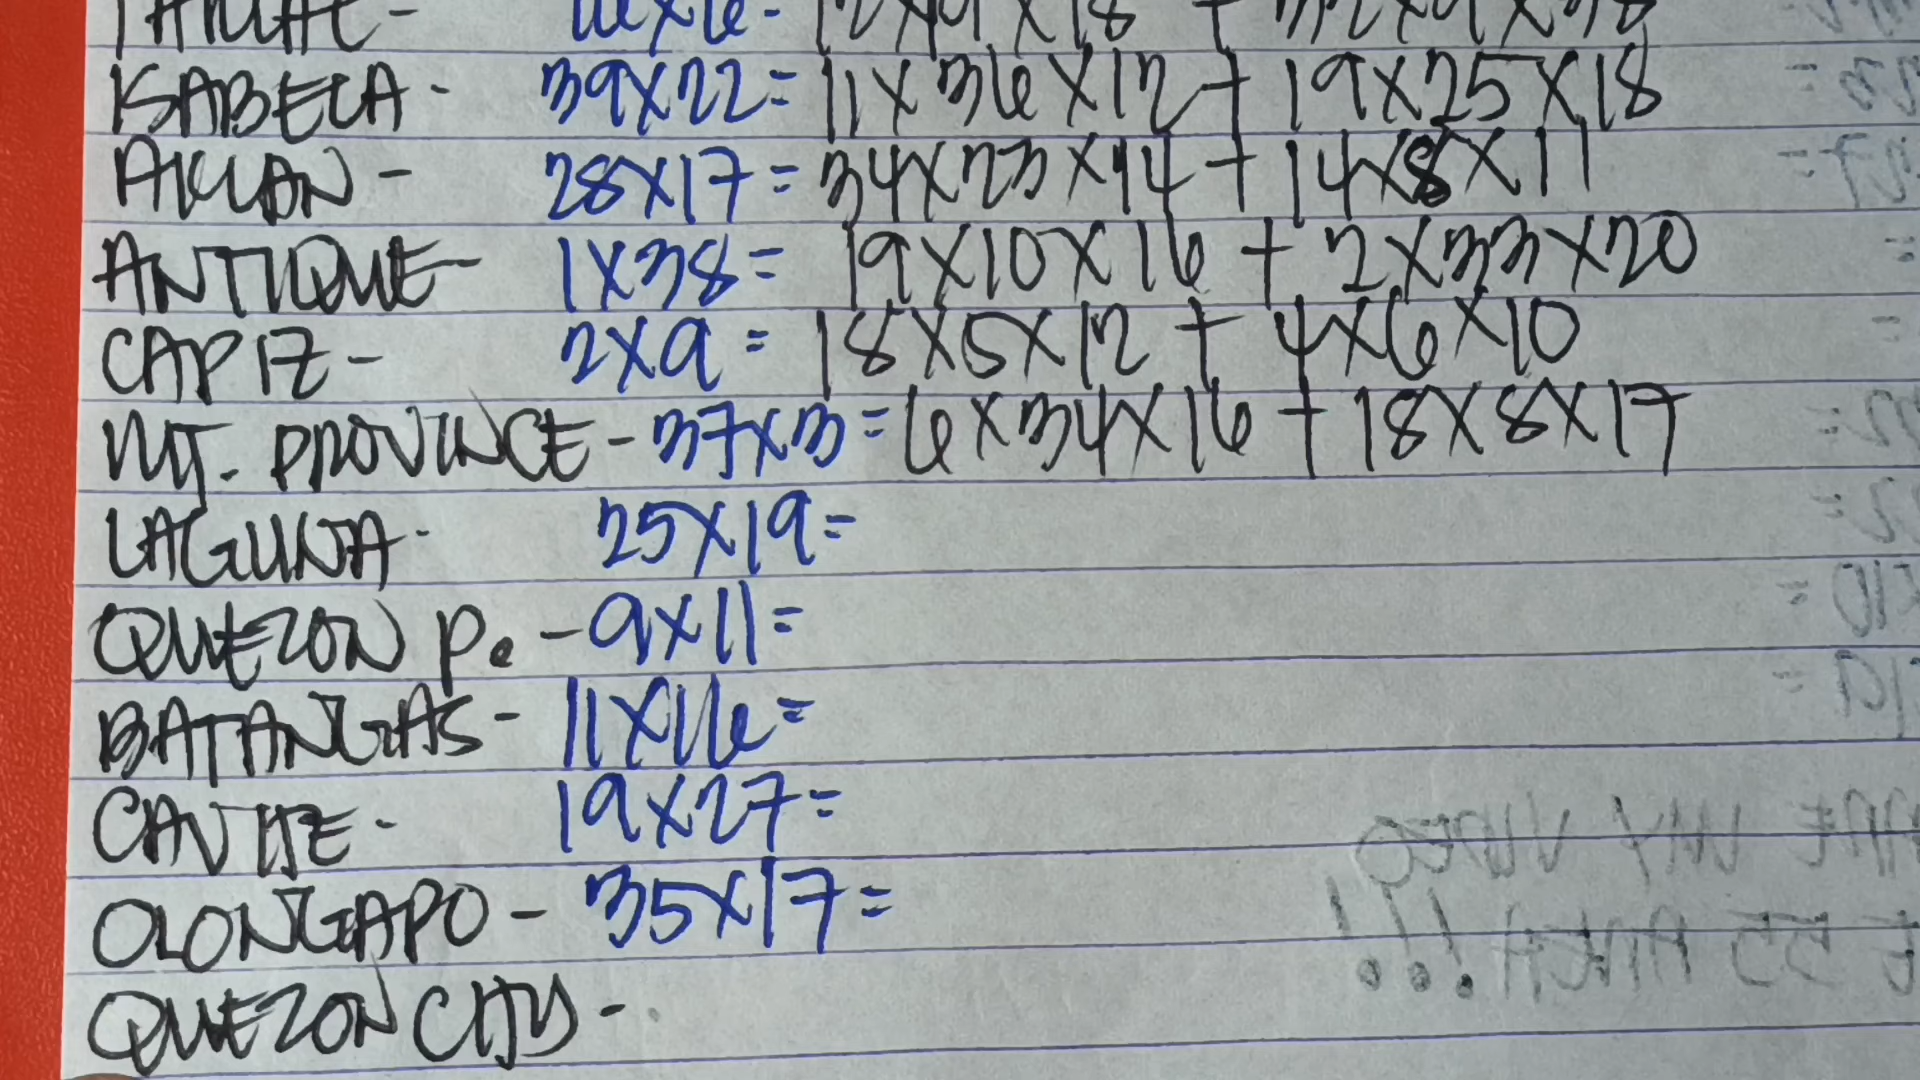 ISABELA - 39X22= 11X36X12 + 19X25X18
AKLAN - 28X17= 34X23X14 + 14X8X11
ANTIQUE - 1X38= 19X10X16 + 2X33X20
CAPIZ - 2X9= 18X5X12 + 4X6X10
MT. PROVINCE - 37X3= 6X34X16 + 18X8X17
LAGUNA - 25X19=
QUEZON P. - 9X11=
BATANGAS - 11X16=
CAVITE - 19X27=
OLONGAPO - 35X17=
QUEZON CITY -